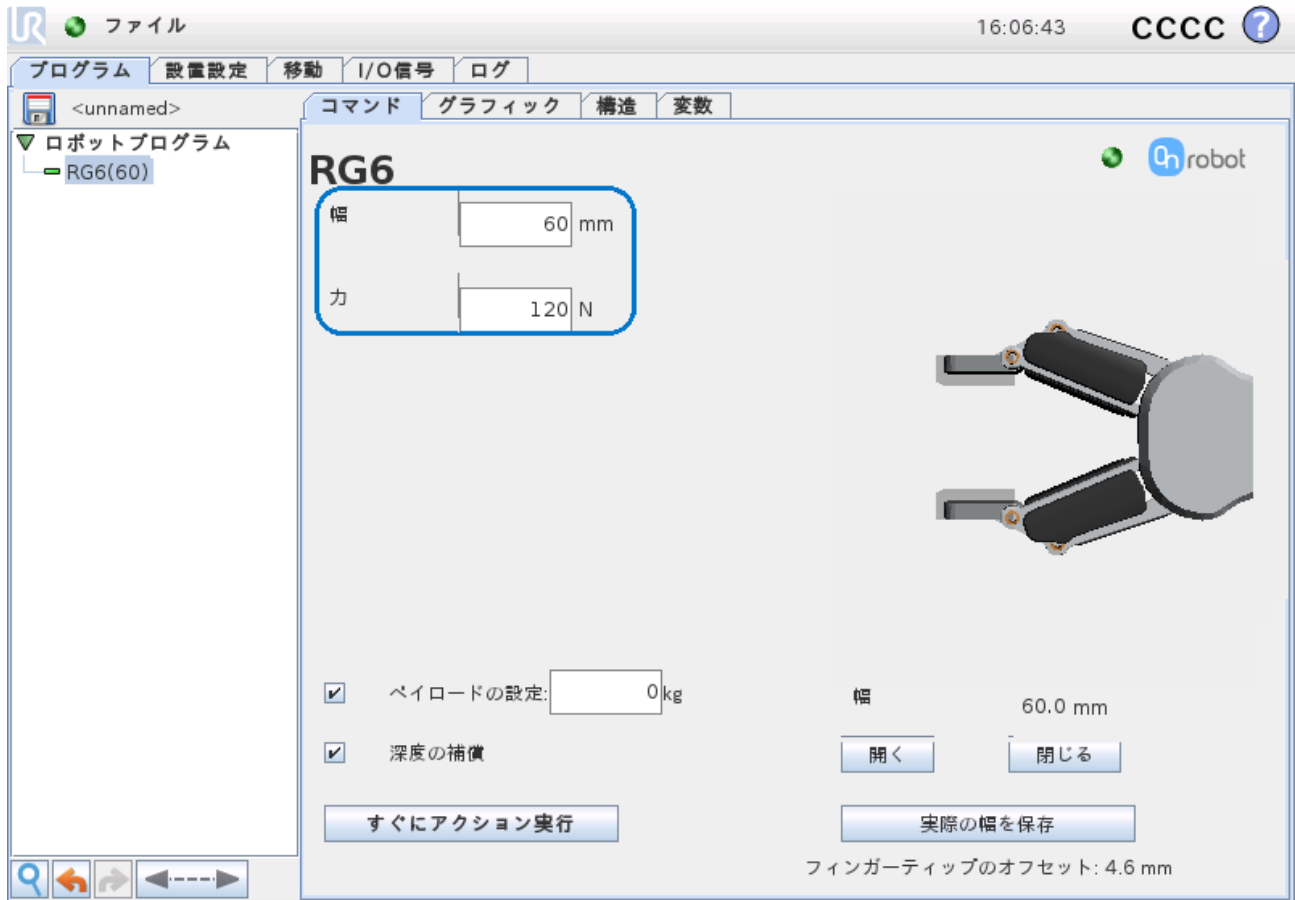 UR ファイル 16:06:43 CCCC ?
プログラム 設置設定 移動 I/O信号 ログ
<unnamed> コマンド グラフィック 構造 変数
ロボットプログラム
RG6(60)
RG6
On robot
幅 60 mm
力 120 N
ペイロードの設定: 0 kg
幅 60.0 mm
深度の補償
開く 閉じる
すぐにアクション実行 実際の幅を保存
フィンガーティップのオフセット: 4.6 mm